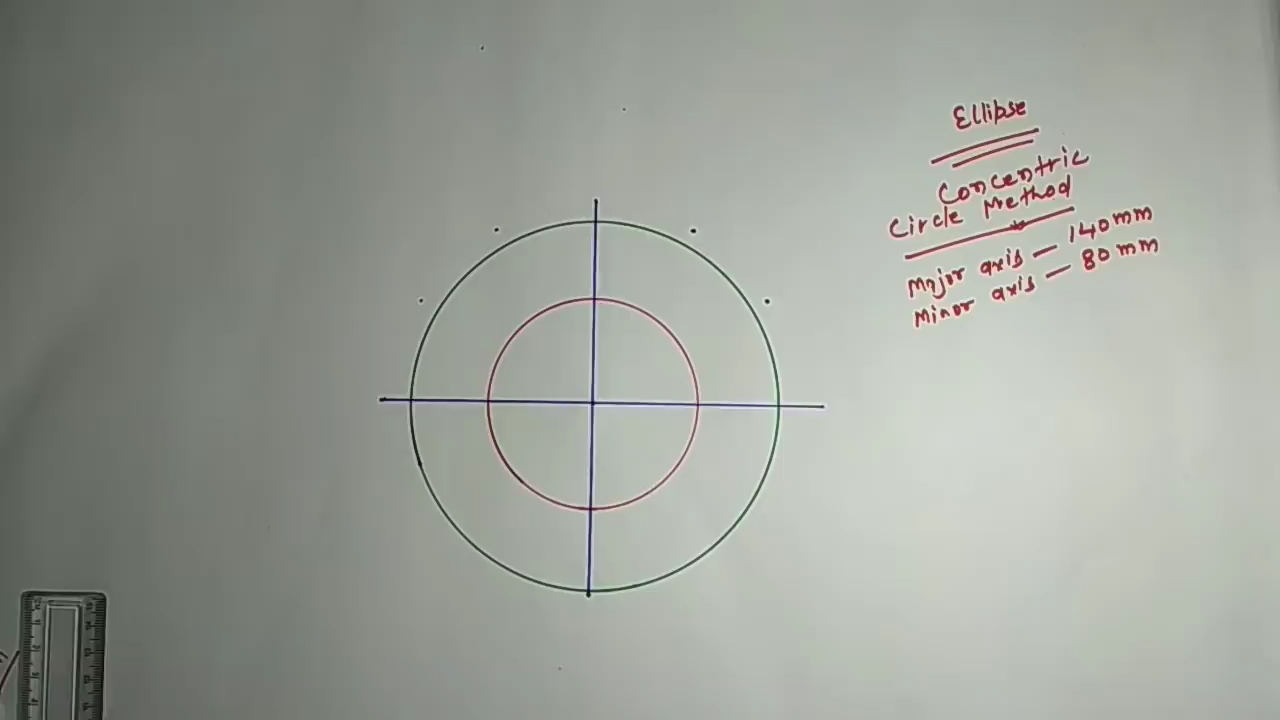 Ellipse
Concentric
Circle Method
Major axis — 140mm
Minor axis — 80mm